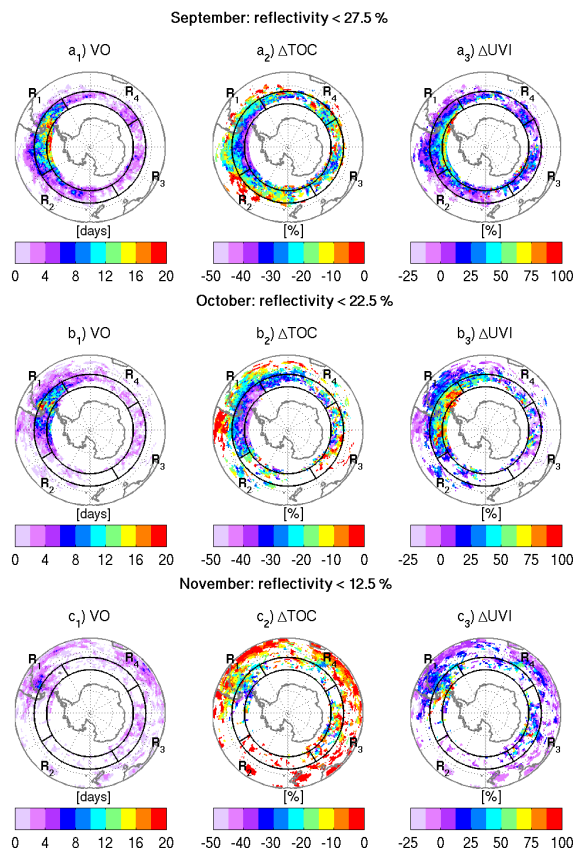 September: reflectivity < 27.5 %
a1) VO
a2) ΔTOC
a3) ΔUVI
R1 R4 R2 R3
R1 R4 R2 R3
R1 R4 R2 R3
[days] [%] [%]
0 4 8 12 16 20
-50 -40 -30 -20 -10 0
-25 0 25 50 75 100
October: reflectivity < 22.5 %
b1) VO
b2) ΔTOC
b3) ΔUVI
R1 R4 R2 R3
R1 R4 R2 R3
R1 R4 R2 R3
[days] [%] [%]
0 4 8 12 16 20
-50 -40 -30 -20 -10 0
-25 0 25 50 75 100
November: reflectivity < 12.5 %
c1) VO
c2) ΔTOC
c3) ΔUVI
R1 R4 R2 R3
R1 R4 R2 R3
R1 R4 R2 R3
[days] [%] [%]
0 4 8 12 16 20
-50 -40 -30 -20 -10 0
-25 0 25 50 75 100